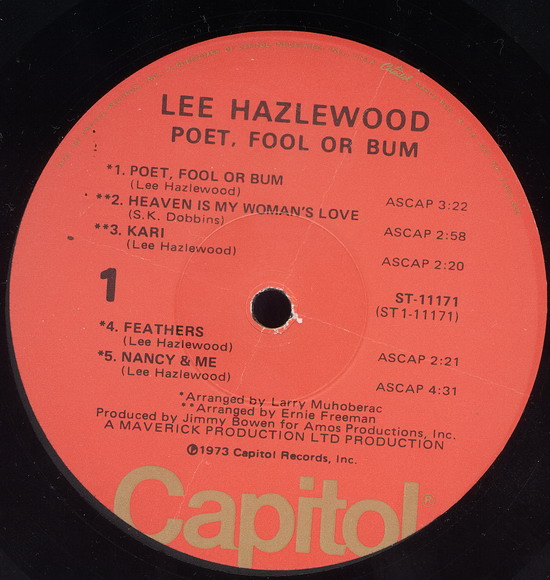 Capitol
LEE HAZLEWOOD
POET, FOOL OR BUM
*1. POET, FOOL OR BUM
(Lee Hazlewood)
ASCAP 3:22
**2. HEAVEN IS MY WOMAN'S LOVE
(S.K. Dobbins)
ASCAP 2:58
**3. KARI
(Lee Hazlewood)
ASCAP 2:20
1
ST-11171
(ST1-11171)
*4. FEATHERS
(Lee Hazlewood)
ASCAP 2:21
*5. NANCY & ME
(Lee Hazlewood)
ASCAP 4:31
*Arranged by Larry Muhoberac
**Arranged by Ernie Freeman
Produced by Jimmy Bowen for Amos Productions, Inc.
A MAVERICK PRODUCTION LTD PRODUCTION
℗1973 Capitol Records, Inc.
Capitol®